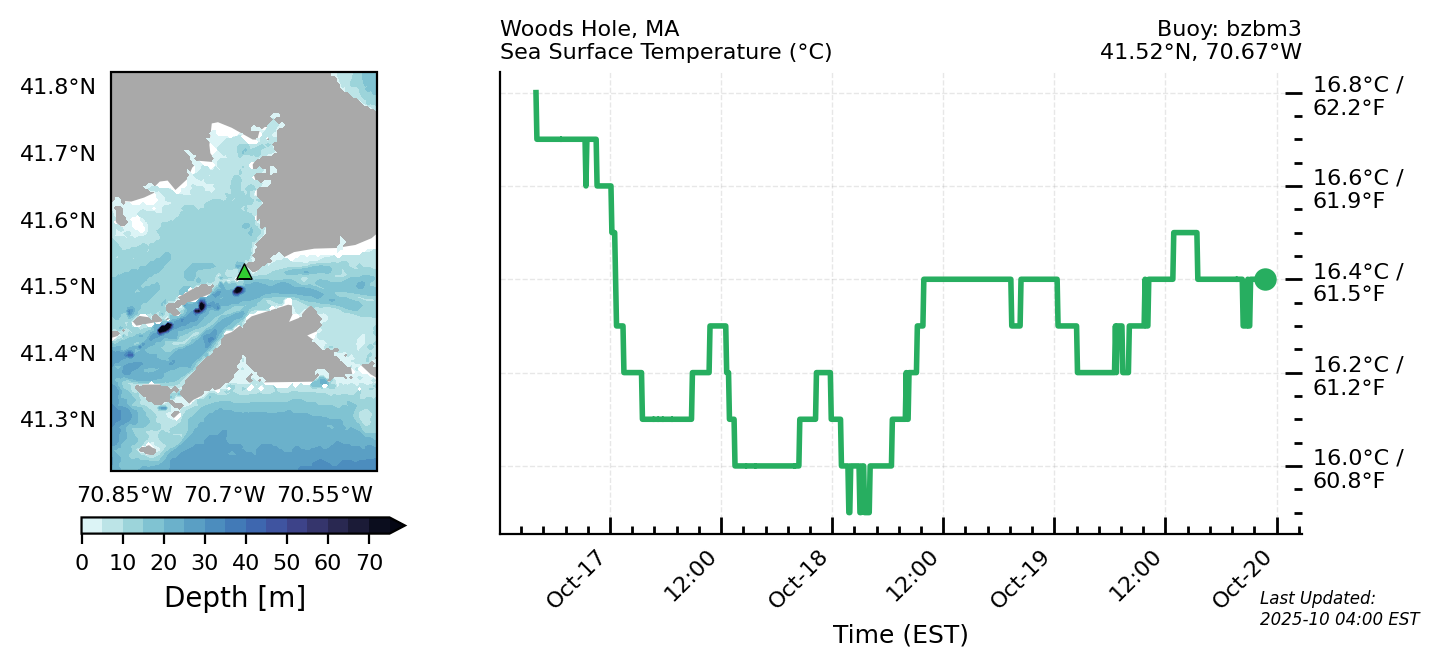 Woods Hole, MA
Sea Surface Temperature (°C)
Buoy: bzbm3
41.52°N, 70.67°W
41.8°N
41.7°N
41.6°N
41.5°N
41.4°N
41.3°N
70.85°W 70.7°W 70.55°W
0 10 20 30 40 50 60 70
Depth [m]
16.8°C /
62.2°F
16.6°C /
61.9°F
16.4°C /
61.5°F
16.2°C /
61.2°F
16.0°C /
60.8°F
Oct-17 12:00 Oct-18 12:00 Oct-19 12:00 Oct-20
Time (EST)
Last Updated:
2025-10 04:00 EST